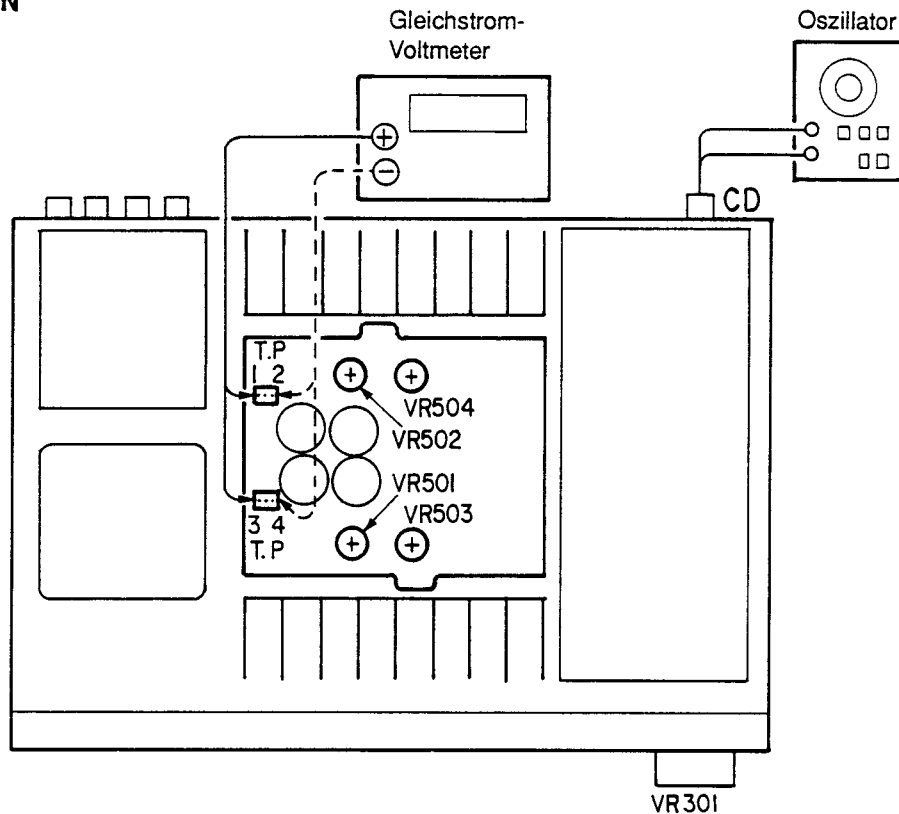 N
Gleichstrom-
Voltmeter
Oszillator
+
−
CD
T.P
1 2
VR504
VR502
VR501
VR503
3 4
T.P
VR301